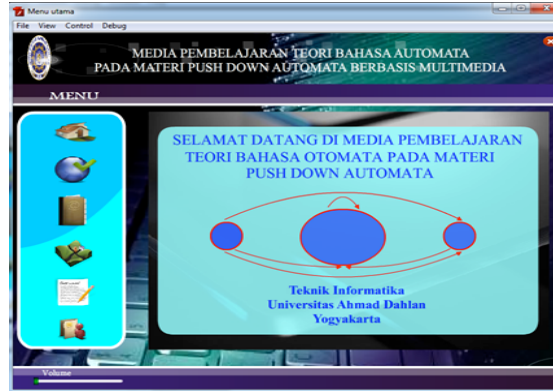 Menu utama
File View Control Debug
MEDIA PEMBELAJARAN TEORI BAHASA AUTOMATA
PADA MATERI PUSH DOWN AUTOMATA BERBASIS MULTIMEDIA
MENU
SELAMAT DATANG DI MEDIA PEMBELAJARAN
TEORI BAHASA OTOMATA PADA MATERI
PUSH DOWN AUTOMATA
Teknik Informatika
Universitas Ahmad Dahlan
Yogyakarta
Volume